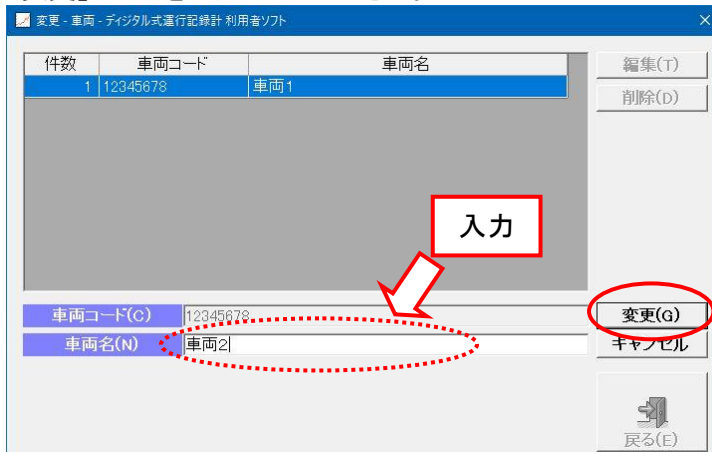 変更 - 車両 - ディジタル式運行記録計 利用者ソフト
件数 車両コード 車両名
1 12345678 車両1
編集(T)
削除(D)
入力
車両コード(C) 12345678
変更(G)
車両名(N) 車両2
キャンセル
戻る(E)